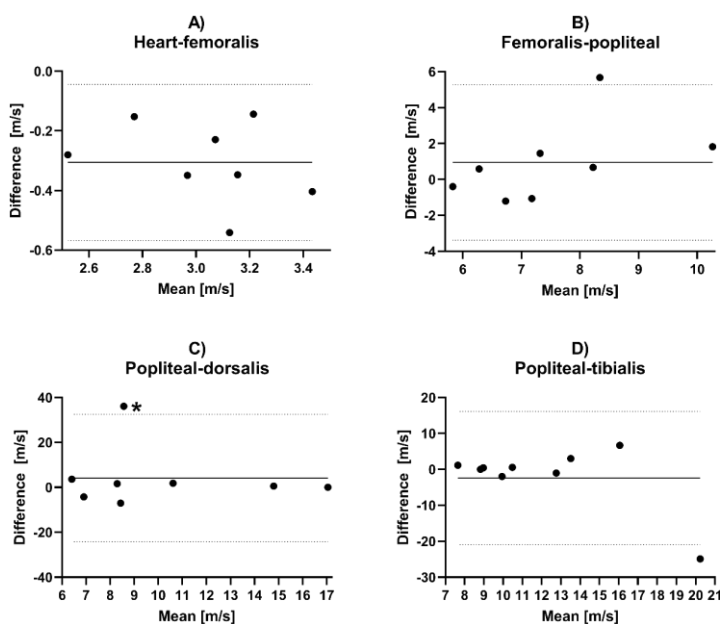 A)
Heart-femoralis
0.0
-0.2
-0.4
-0.6
Difference [m/s]
2.6 2.8 3.0 3.2 3.4
Mean [m/s]
B)
Femoralis-popliteal
6
4
2
0
-2
-4
Difference [m/s]
6 7 8 9 10
Mean [m/s]
C)
Popliteal-dorsalis
40
20
0
-20
-40
Difference [m/s]
*
6 7 8 9 10 11 12 13 14 15 16 17
Mean [m/s]
D)
Popliteal-tibialis
20
10
0
-10
-20
-30
Difference [m/s]
7 8 9 10 11 12 13 14 15 16 17 18 19 20 21
Mean [m/s]